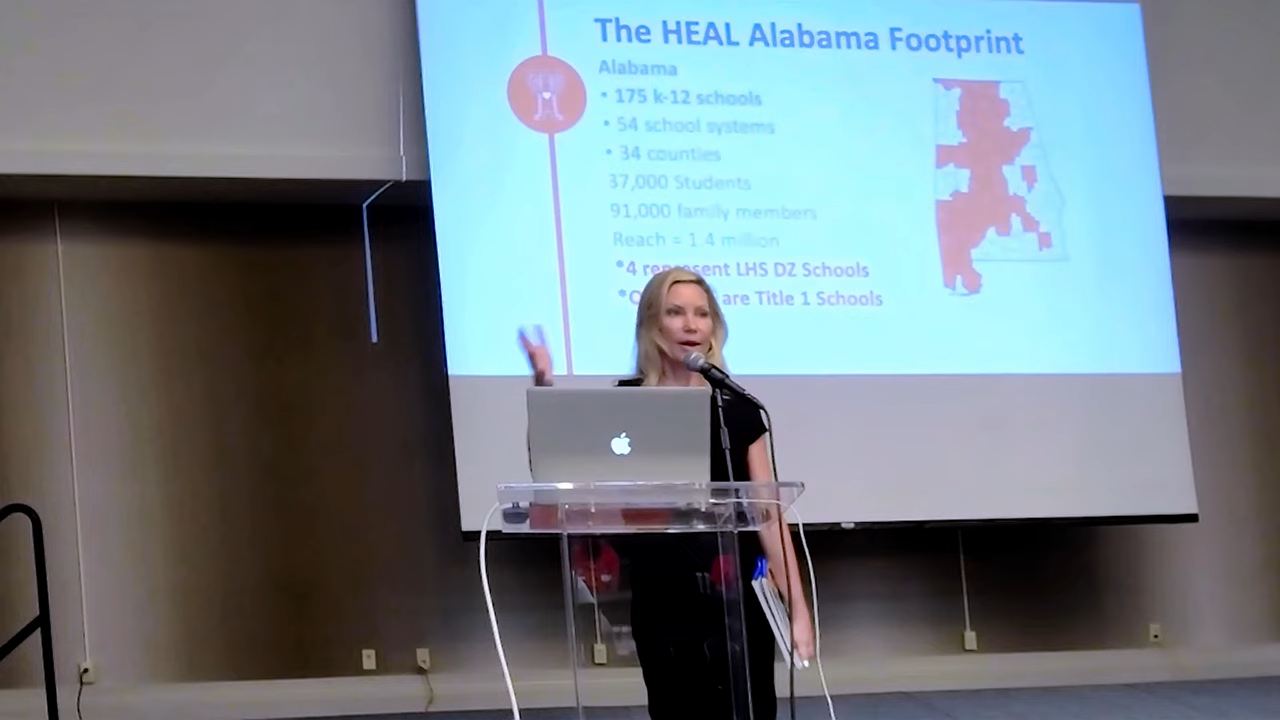 The HEAL Alabama Footprint
Alabama
• 175 k-12 schools
• 54 school systems
• 34 counties
37,000 Students
91,000 family members
Reach = 1.4 million
*4 represent LHS DZ Schools
*O are Title 1 Schools